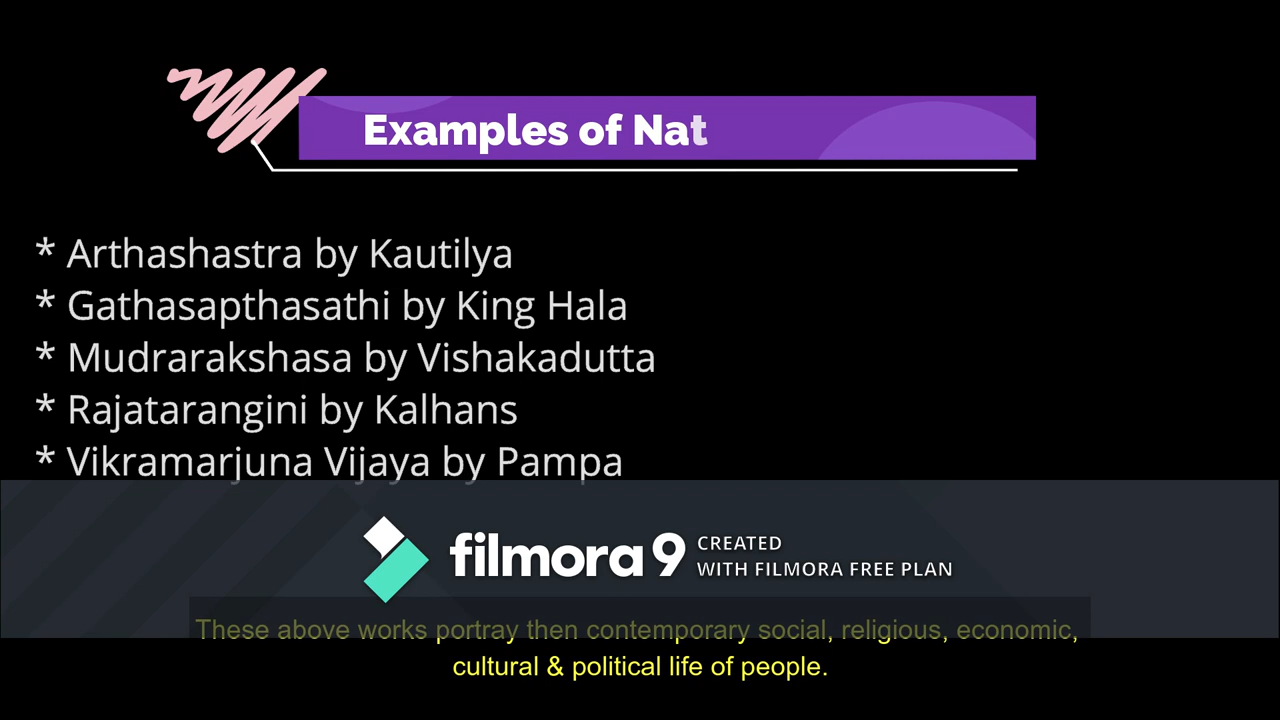 Examples of Nat
* Arthashastra by Kautilya
* Gathasapthasathi by King Hala
* Mudrarakshasa by Vishakadutta
* Rajatarangini by Kalhans
* Vikramarjuna Vijaya by Pampa
filmora 9 CREATED
WITH FILMORA FREE PLAN
These above works portray then contemporary social, religious, economic,
cultural & political life of people.